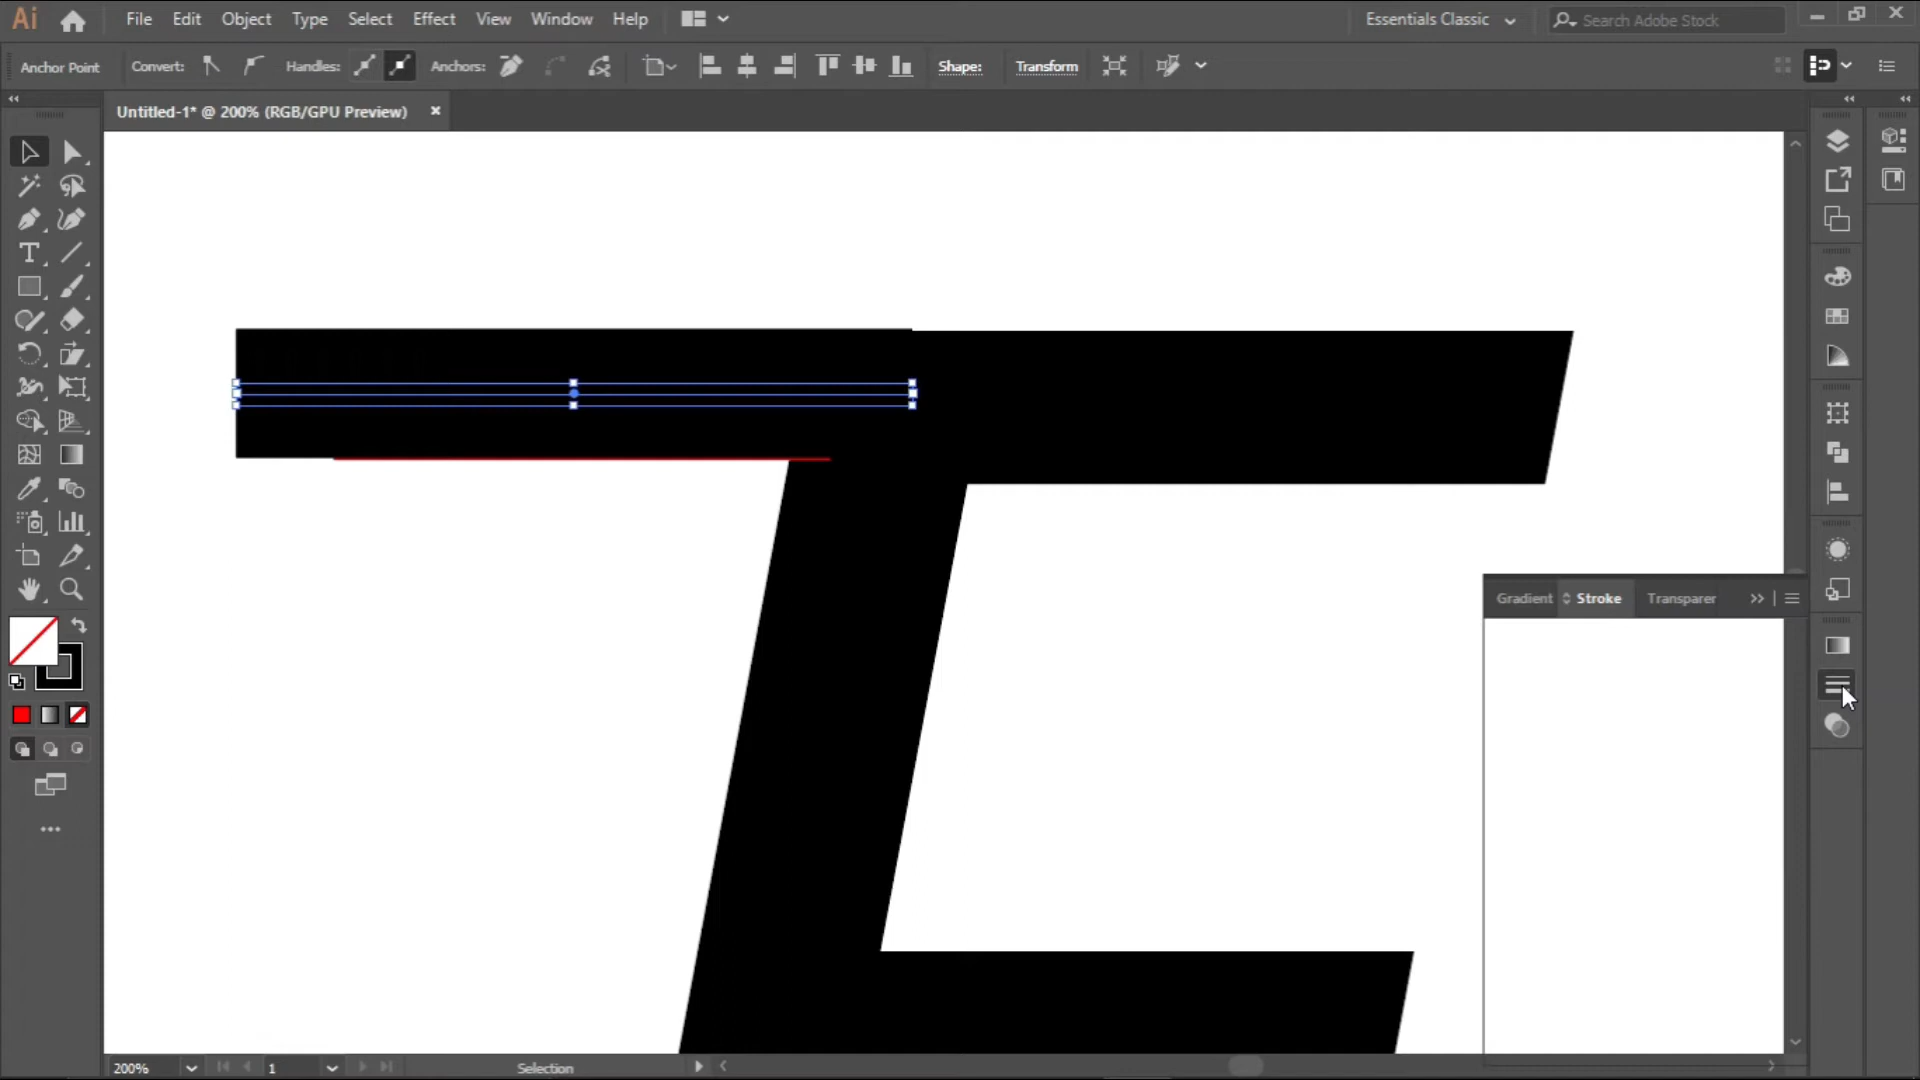 Ai File Edit Object Type Select Effect View Window Help Essentials Classic Search Adobe Stock
Anchor Point Convert: Handles: Anchors: Shape: Transform
Untitled-1* @ 200% (RGB/GPU Preview)
Gradient Stroke Transparer
200% 1 Selection